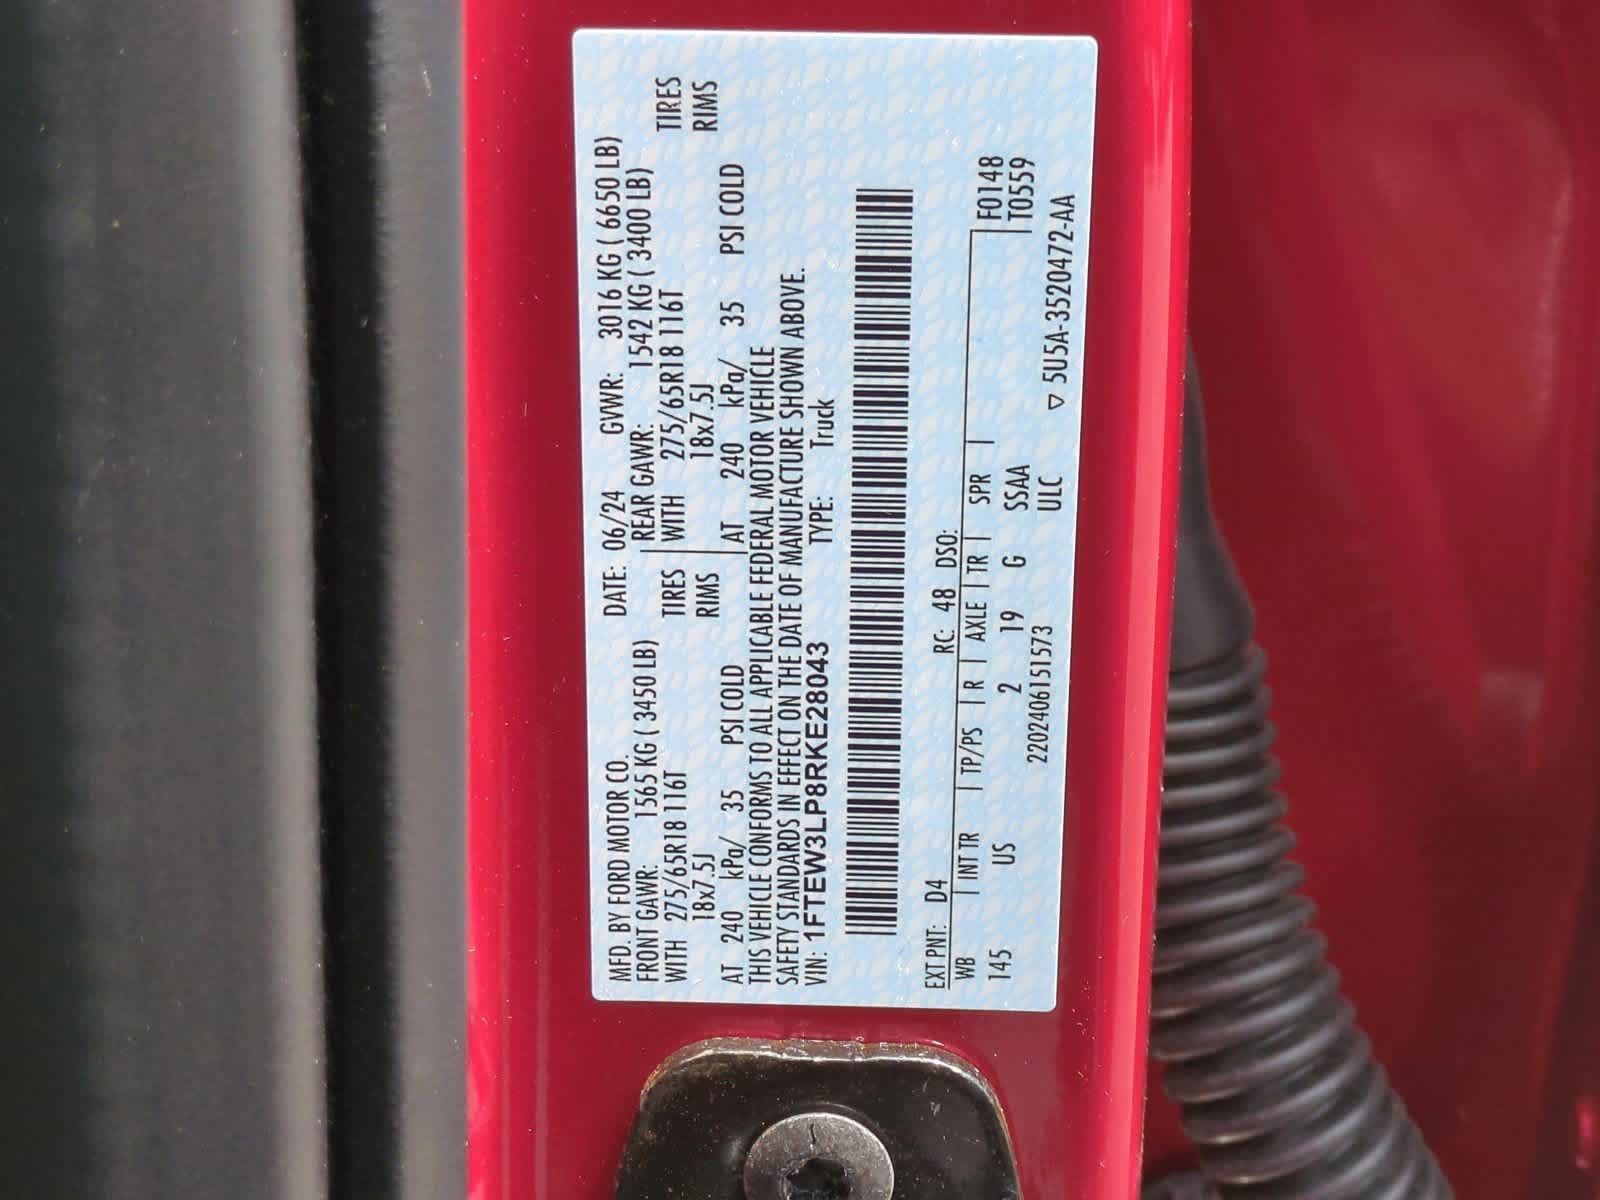 MFD. BY FORD MOTOR CO. DATE: 06/24 GVWR: 3016 KG ( 6650 LB)
FRONT GAWR: 1565 KG ( 3450 LB) REAR GAWR: 1542 KG ( 3400 LB)
WITH 275/65R18 116T TIRES WITH 275/65R18 116T TIRES
18x7.5J RIMS 18x7.5J RIMS
AT 240 kPa/ 35 PSI COLD AT 240 kPa/ 35 PSI COLD
THIS VEHICLE CONFORMS TO ALL APPLICABLE FEDERAL MOTOR VEHICLE
SAFETY STANDARDS IN EFFECT ON THE DATE OF MANUFACTURE SHOWN ABOVE.
VIN: 1FTEW3LP8RKE28043 TYPE: Truck
EXT PNT: D4 RC: 48 DSO:
WB | INT TR | TP/PS | R | AXLE | TR | SPR | F0148
145 US 2 19 G SSAA T0559
220240615​1573 ULC ▽ 5U5A-3520472-AA